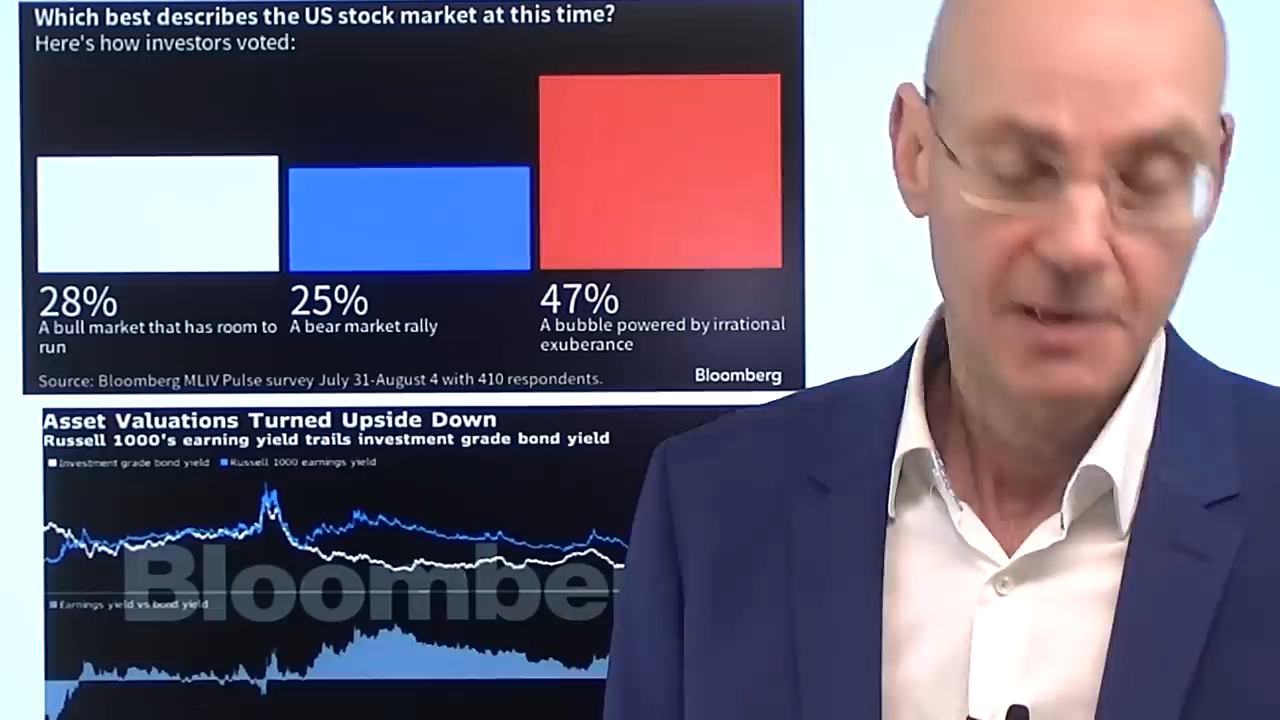 Which best describes the US stock market at this time?
Here's how investors voted:
28%
A bull market that has room to
run
25%
A bear market rally
47%
A bubble powered by irrational
exuberance
Source: Bloomberg MLIV Pulse survey July 31-August 4 with 410 respondents.
Bloomberg
Asset Valuations Turned Upside Down
Russell 1000's earning yield trails investment grade bond yield
Investment grade bond yield
Russell 1000 earnings yield
Bloombe
Earnings yield vs bond yield